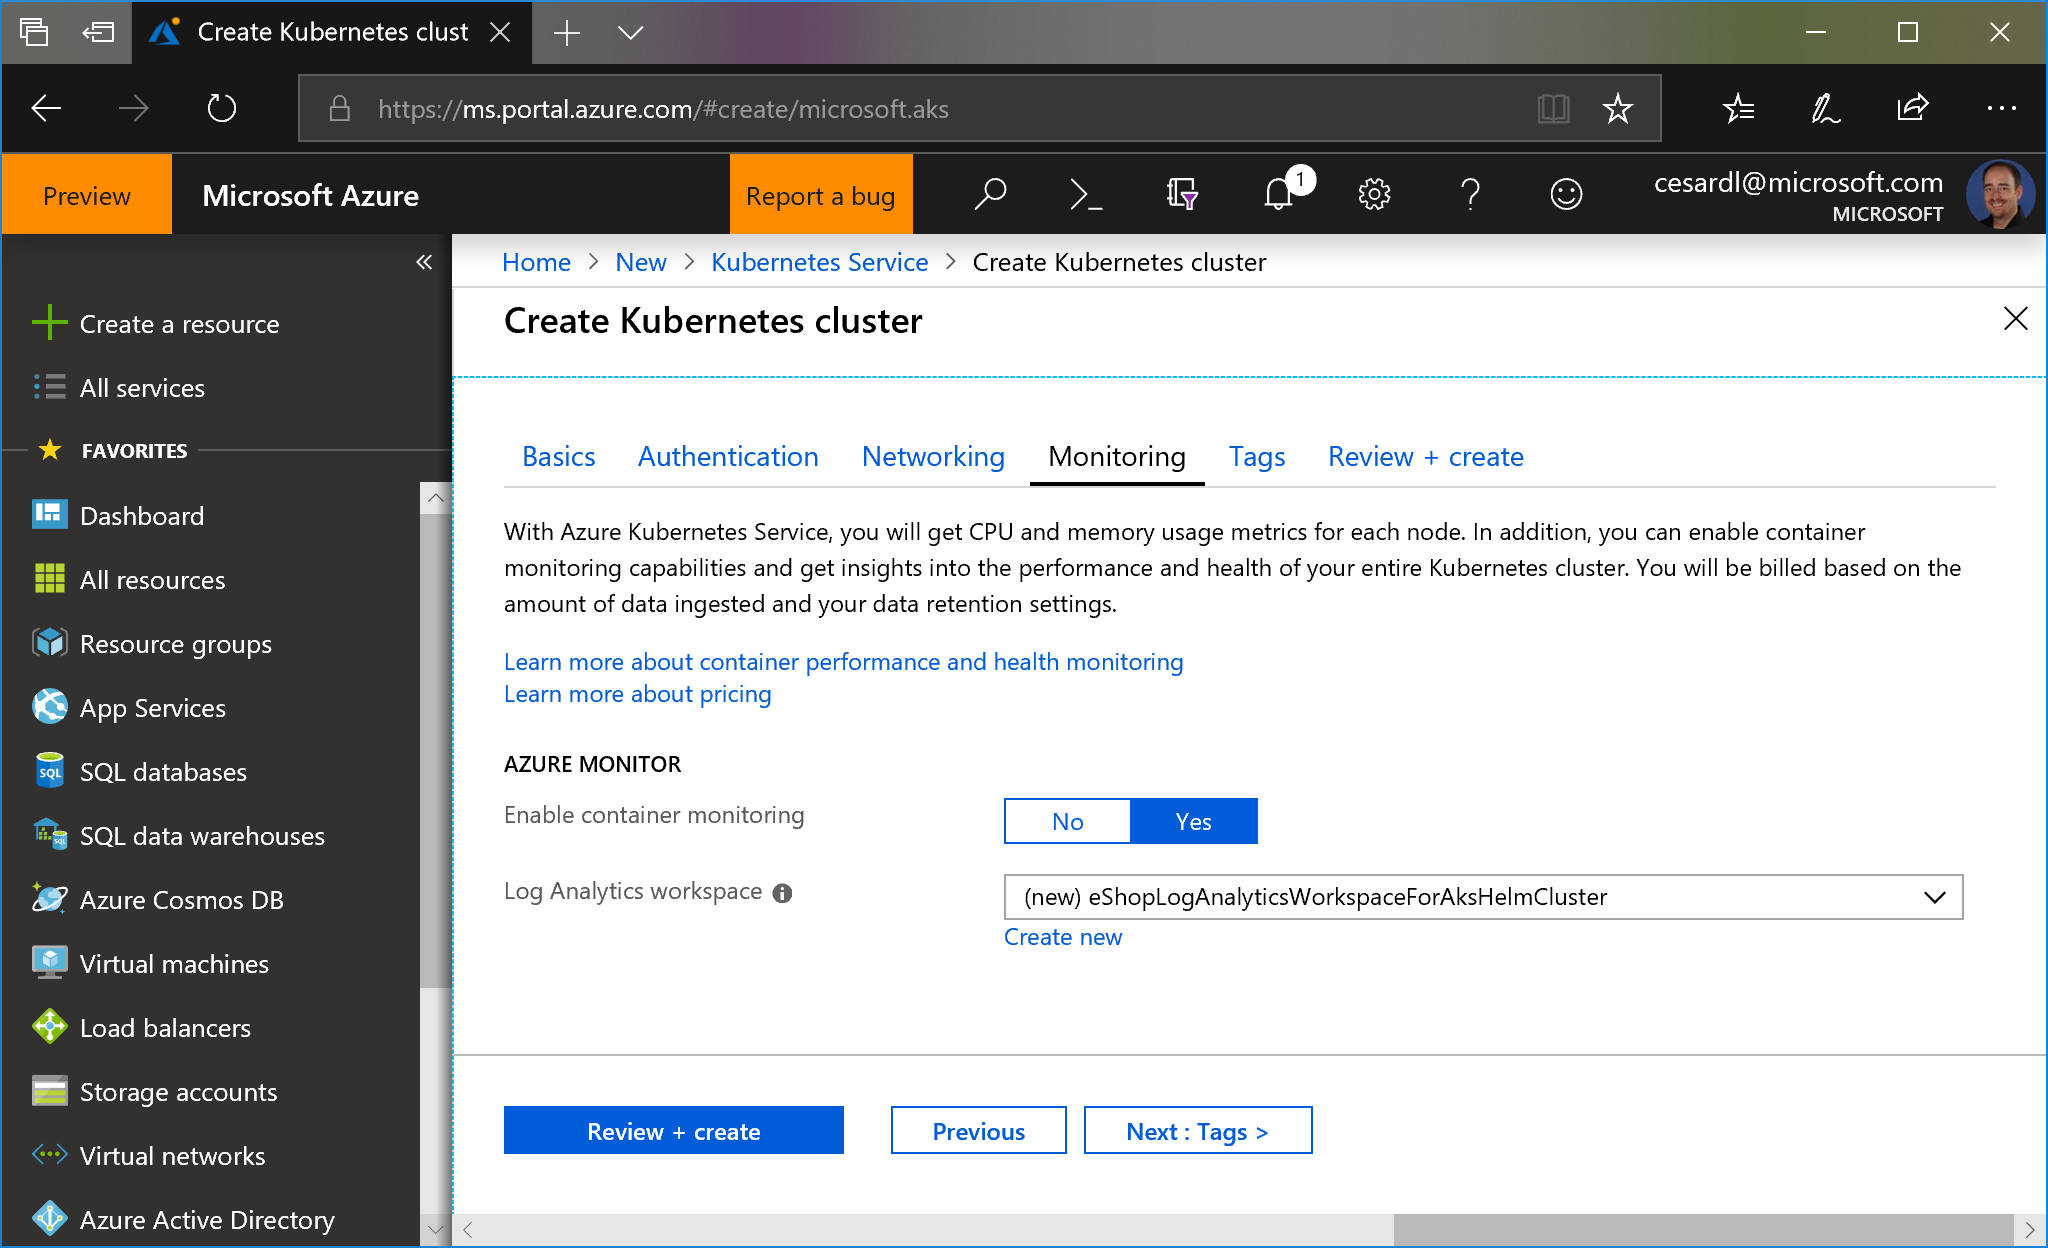 Create Kubernetes clust
https://ms.portal.azure.com/#create/microsoft.aks
Preview
Microsoft Azure
Report a bug
1
cesardl@microsoft.com
MICROSOFT
Home > New > Kubernetes Service > Create Kubernetes cluster
Create Kubernetes cluster
Create a resource
All services
FAVORITES
Dashboard
All resources
Resource groups
App Services
SQL databases
SQL data warehouses
Azure Cosmos DB
Virtual machines
Load balancers
Storage accounts
Virtual networks
Azure Active Directory
Basics Authentication Networking Monitoring Tags Review + create
With Azure Kubernetes Service, you will get CPU and memory usage metrics for each node. In addition, you can enable container
monitoring capabilities and get insights into the performance and health of your entire Kubernetes cluster. You will be billed based on the
amount of data ingested and your data retention settings.
Learn more about container performance and health monitoring
Learn more about pricing
AZURE MONITOR
Enable container monitoring No Yes
Log Analytics workspace (new) eShopLogAnalyticsWorkspaceForAksHelmCluster
Create new
Review + create Previous Next : Tags >